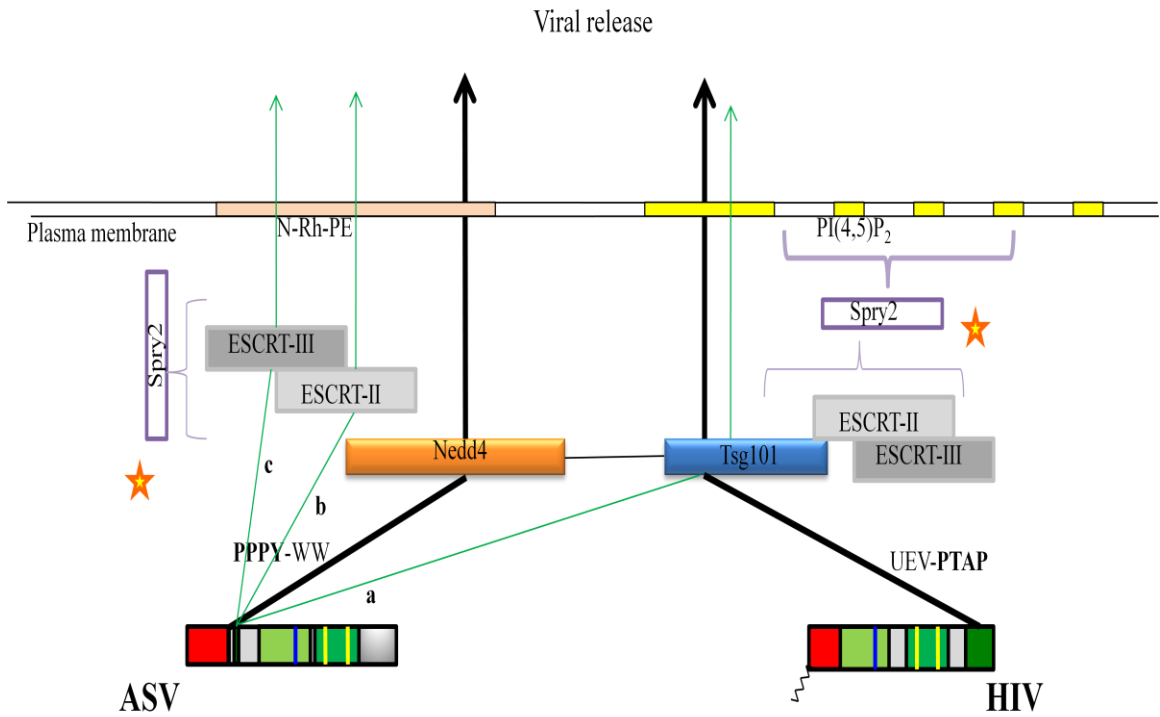 Viral release
N-Rh-PE
Plasma membrane
PI(4,5)P2
Spry2
Spry2
ESCRT-III
ESCRT-II
ESCRT-II
ESCRT-III
Nedd4
Tsg101
c
b
PPPY-WW
UEV-PTAP
a
ASV
HIV